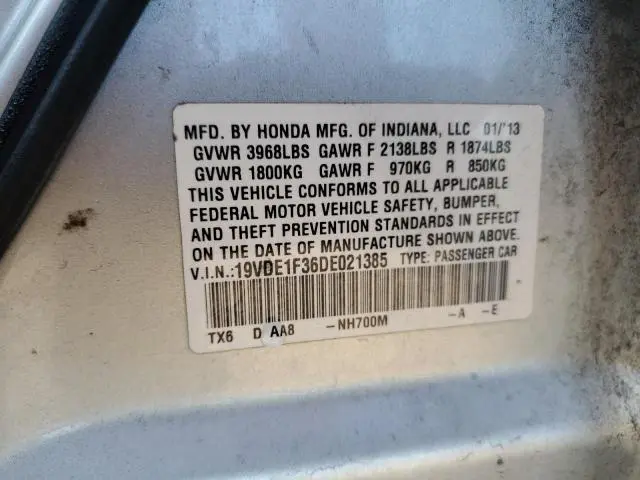 MFD. BY HONDA MFG. OF INDIANA, LLC 01/'13
GVWR 3968LBS GAWR F 2138LBS R 1874LBS
GVWR 1800KG GAWR F 970KG R 850KG
THIS VEHICLE CONFORMS TO ALL APPLICABLE
FEDERAL MOTOR VEHICLE SAFETY, BUMPER,
AND THEFT PREVENTION STANDARDS IN EFFECT
ON THE DATE OF MANUFACTURE SHOWN ABOVE.
V.I.N.:19VDE1F36DE021385 TYPE: PASSENGER CAR
TX6 D AA8 -NH700M -A -E